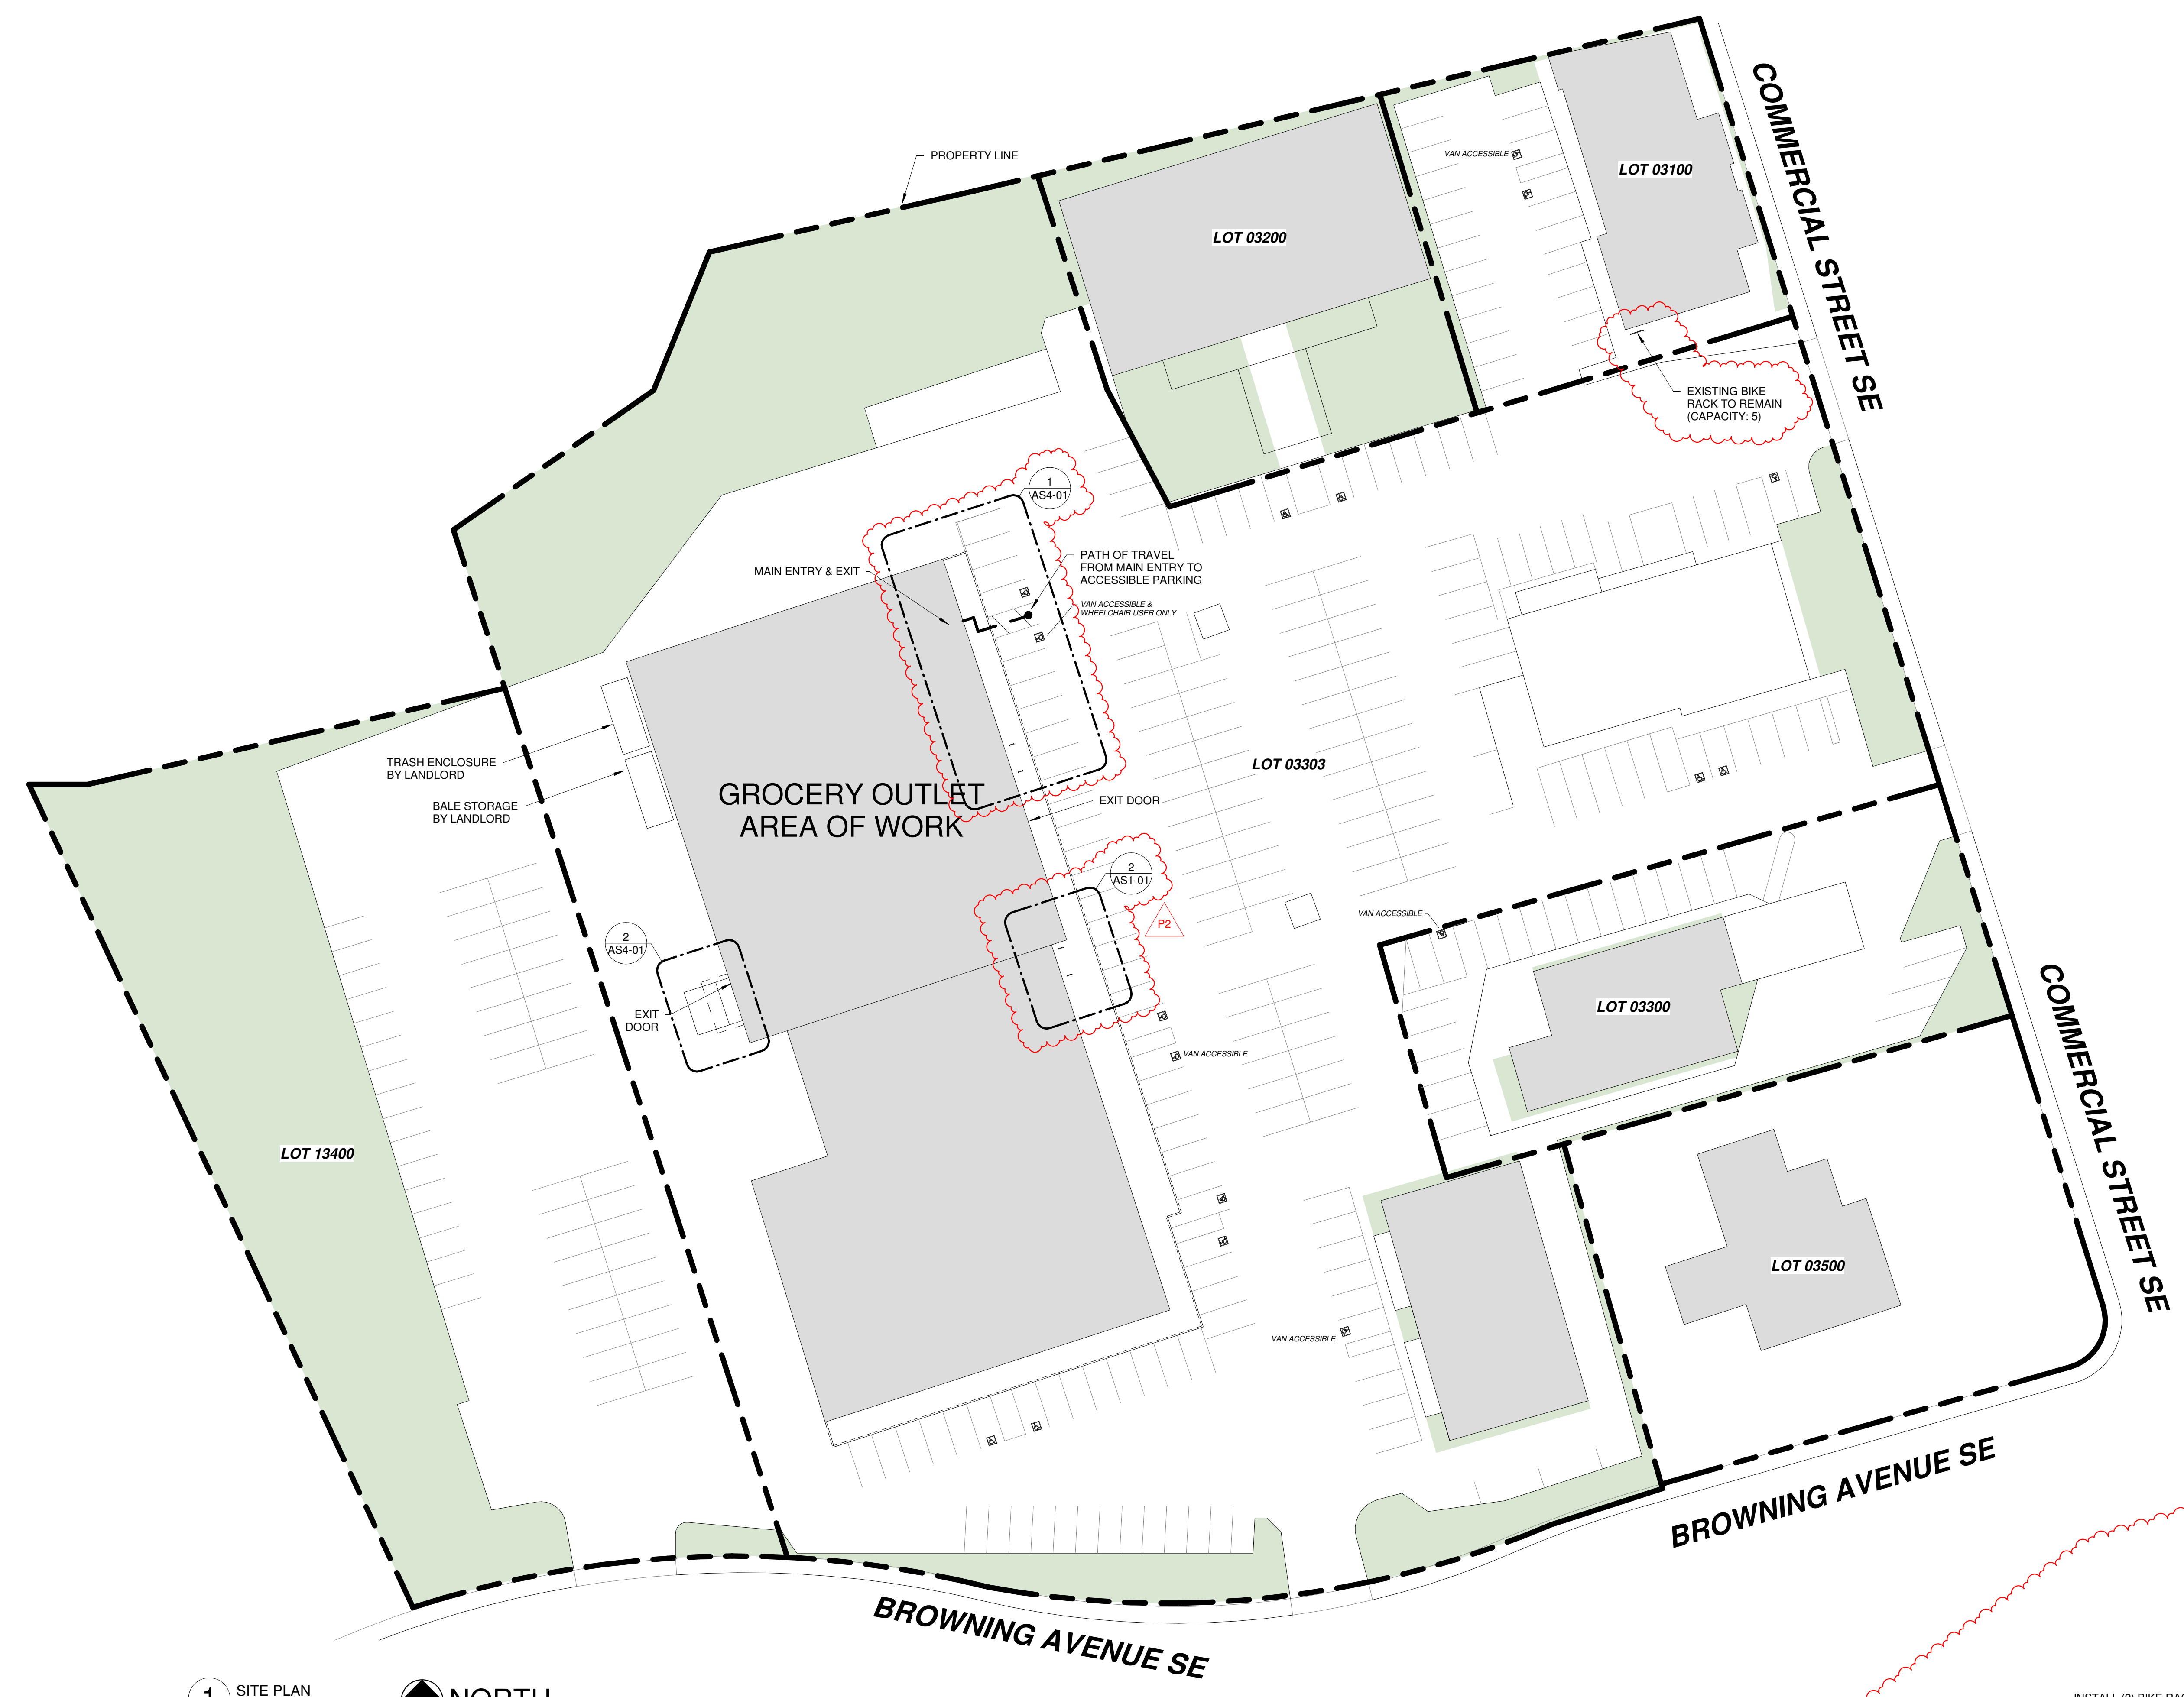 COMMERCIAL STREET SE
PROPERTY LINE
VAN ACCESSIBLE
LOT 03100
LOT 03200
EXISTING BIKE
RACK TO REMAIN
(CAPACITY: 5)
1
AS4-01
MAIN ENTRY & EXIT
PATH OF TRAVEL
FROM MAIN ENTRY TO
ACCESSIBLE PARKING
VAN ACCESSIBLE &
WHEELCHAIR USER ONLY
TRASH ENCLOSURE
BY LANDLORD
BALE STORAGE
BY LANDLORD
GROCERY OUTLET
AREA OF WORK
LOT 03303
EXIT DOOR
2
AS1-01
P2
VAN ACCESSIBLE
2
AS4-01
EXIT
DOOR
LOT 03300
VAN ACCESSIBLE
COMMERCIAL STREET SE
LOT 13400
LOT 03500
VAN ACCESSIBLE
BROWNING AVENUE SE
BROWNING AVENUE SE
1
SITE PLAN
NORTH